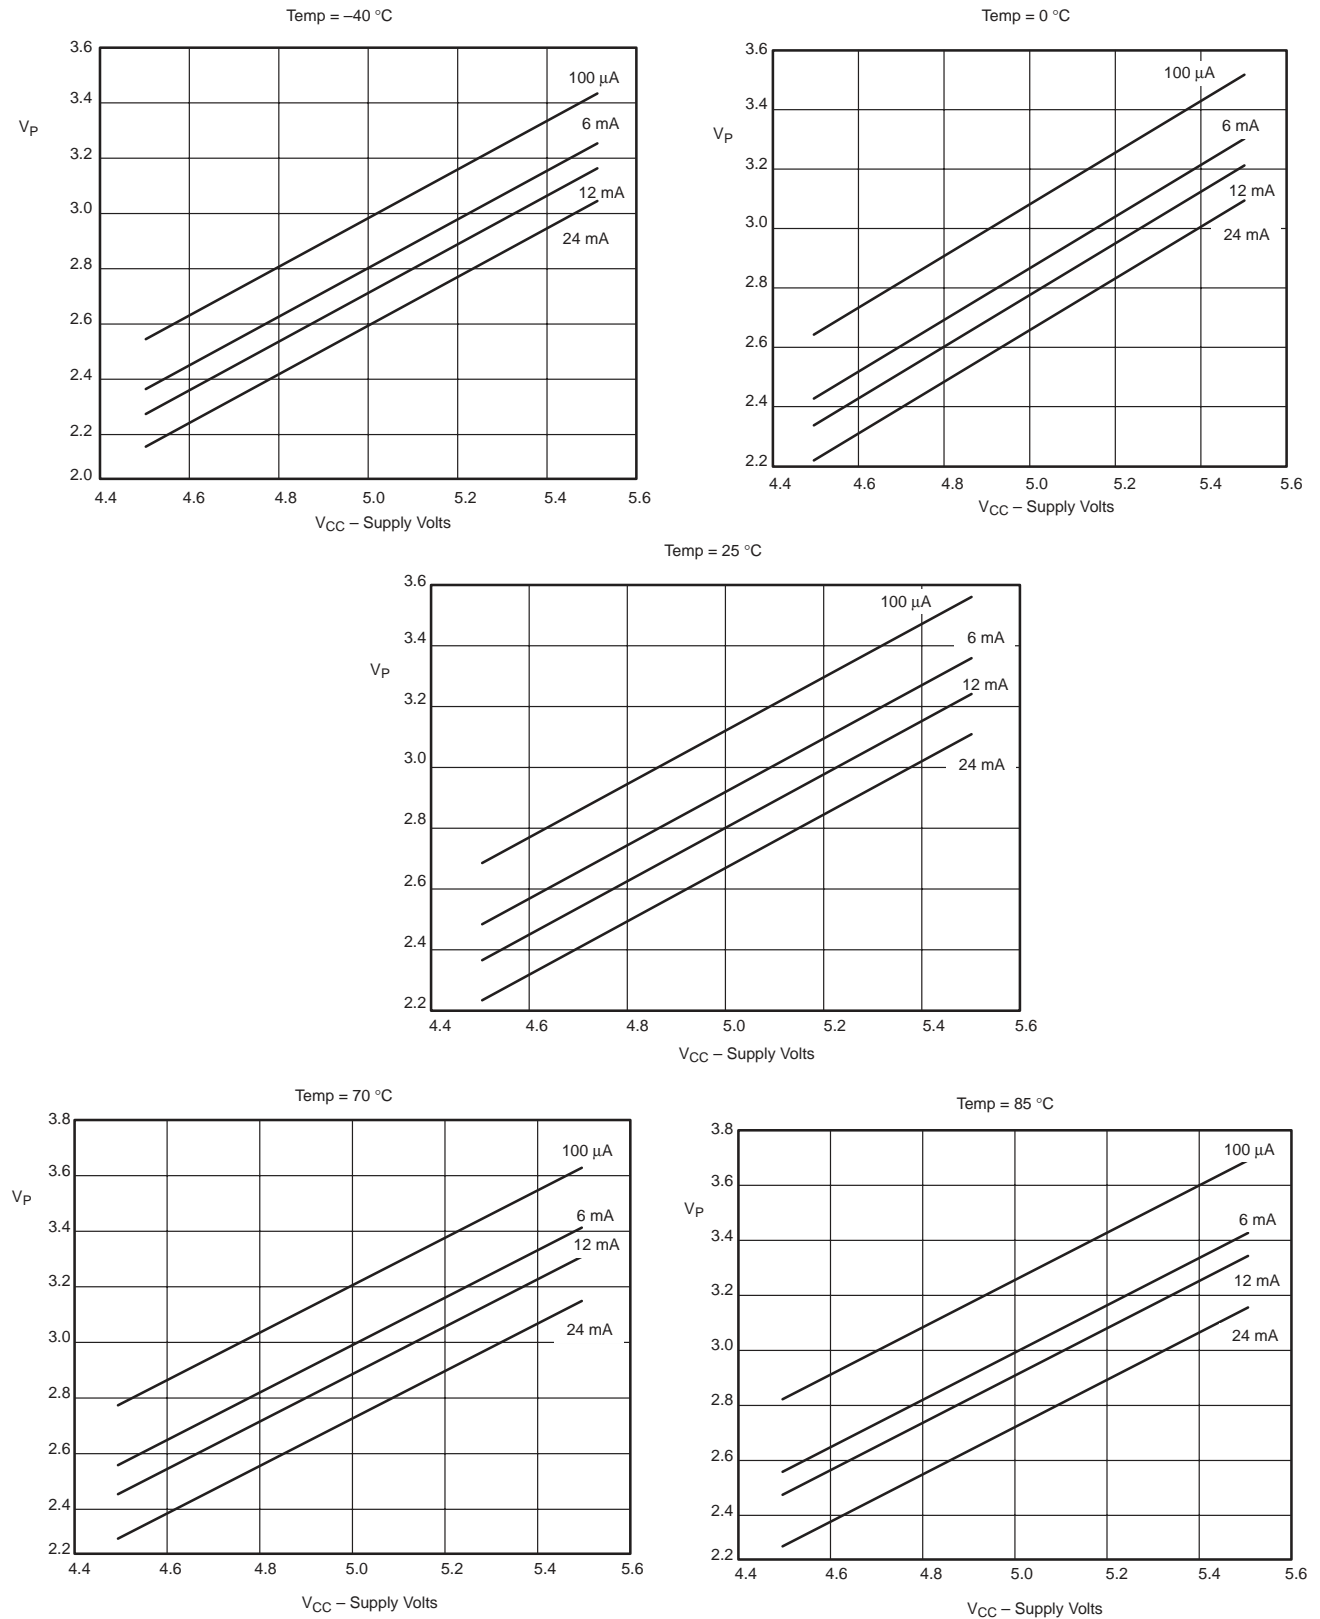 Temp = –40 °C
3.6
3.4
3.2
3.0
2.8
2.6
2.4
2.2
2.0
VP
100 μA
6 mA
12 mA
24 mA
4.4 4.6 4.8 5.0 5.2 5.4 5.6
VCC – Supply Volts
Temp = 0 °C
3.6
3.4
3.2
3.0
2.8
2.6
2.4
2.2
VP
100 μA
6 mA
12 mA
24 mA
4.4 4.6 4.8 5.0 5.2 5.4 5.6
VCC – Supply Volts
Temp = 25 °C
3.6
3.4
3.2
3.0
2.8
2.6
2.4
2.2
VP
100 μA
6 mA
12 mA
24 mA
4.4 4.6 4.8 5.0 5.2 5.4 5.6
VCC – Supply Volts
Temp = 70 °C
3.8
3.6
3.4
3.2
3.0
2.8
2.6
2.4
2.2
VP
100 μA
6 mA
12 mA
24 mA
4.4 4.6 4.8 5.0 5.2 5.4 5.6
VCC – Supply Volts
Temp = 85 °C
3.8
3.6
3.4
3.2
3.0
2.8
2.6
2.4
2.2
VP
100 μA
6 mA
12 mA
24 mA
4.4 4.6 4.8 5.0 5.2 5.4 5.6
VCC – Supply Volts